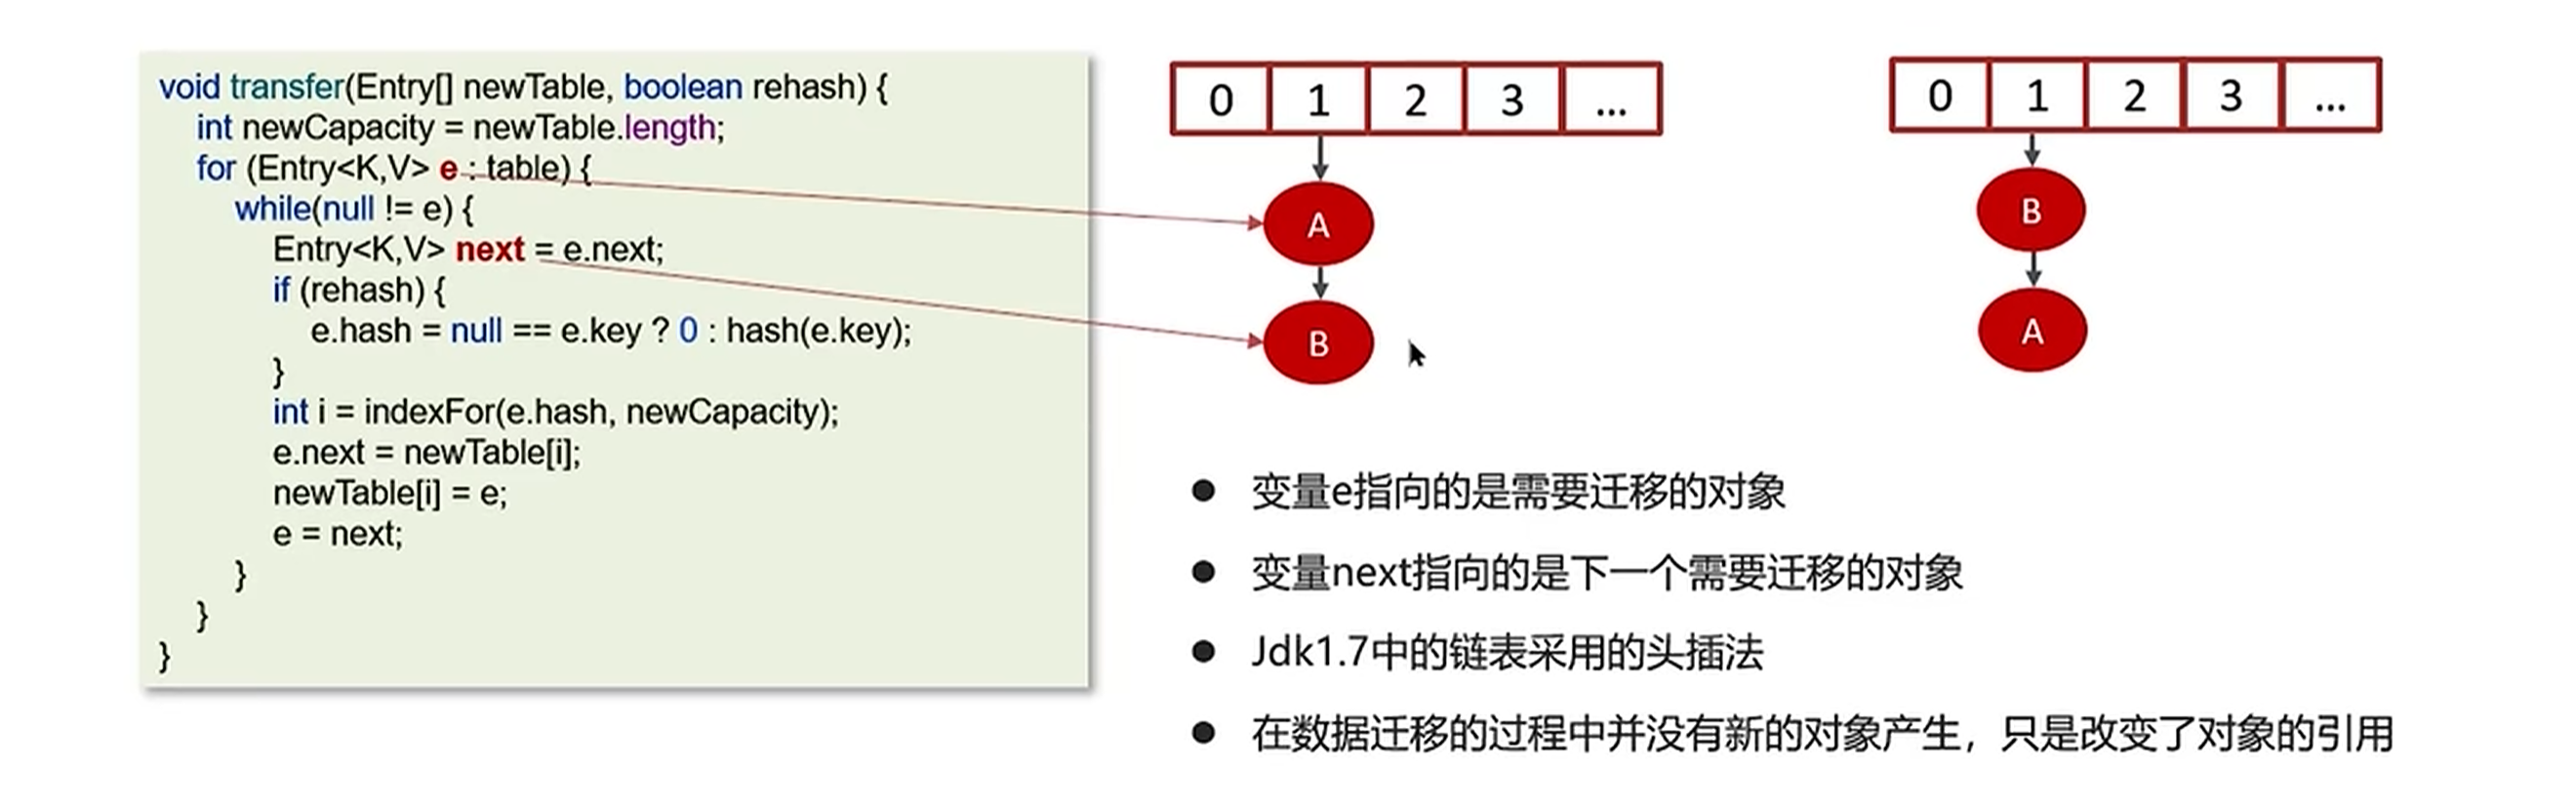 void transfer(Entry[] newTable, boolean rehash) {
int newCapacity = newTable.length;
for (Entry<K,V> e : table) {
while(null != e) {
Entry<K,V> next = e.next;
if (rehash) {
e.hash = null == e.key ? 0 : hash(e.key);
}
int i = indexFor(e.hash, newCapacity);
e.next = newTable[i];
newTable[i] = e;
e = next;
}
}
}
0 1 2 3 ...
A
B
0 1 2 3 ...
B
A
● 变量e指向的是需要迁移的对象
● 变量next指向的是下一个需要迁移的对象
● Jdk1.7中的链表采用的头插法
● 在数据迁移的过程中并没有新的对象产生，只是改变了对象的引用